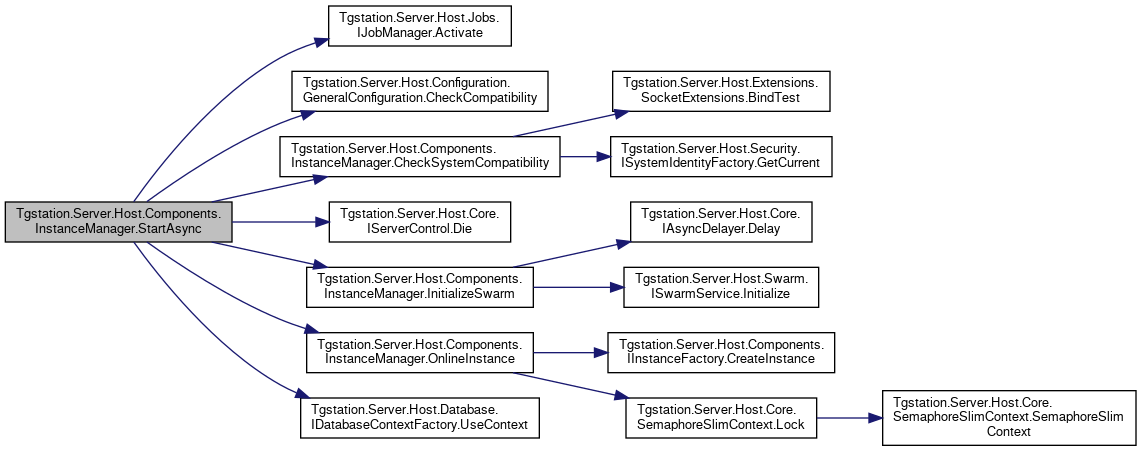 Tgstation.Server.Host.Components.
InstanceManager.StartAsync
Tgstation.Server.Host.Jobs.
IJobManager.Activate
Tgstation.Server.Host.Configuration.
GeneralConfiguration.CheckCompatibility
Tgstation.Server.Host.Components.
InstanceManager.CheckSystemCompatibility
Tgstation.Server.Host.Extensions.
SocketExtensions.BindTest
Tgstation.Server.Host.Security.
ISystemIdentityFactory.GetCurrent
Tgstation.Server.Host.Core.
IServerControl.Die
Tgstation.Server.Host.Components.
InstanceManager.InitializeSwarm
Tgstation.Server.Host.Core.
IAsyncDelayer.Delay
Tgstation.Server.Host.Swarm.
ISwarmService.Initialize
Tgstation.Server.Host.Components.
InstanceManager.OnlineInstance
Tgstation.Server.Host.Components.
IInstanceFactory.CreateInstance
Tgstation.Server.Host.Core.
SemaphoreSlimContext.Lock
Tgstation.Server.Host.Core.
SemaphoreSlimContext.SemaphoreSlim
Context
Tgstation.Server.Host.Database.
IDatabaseContextFactory.UseContext